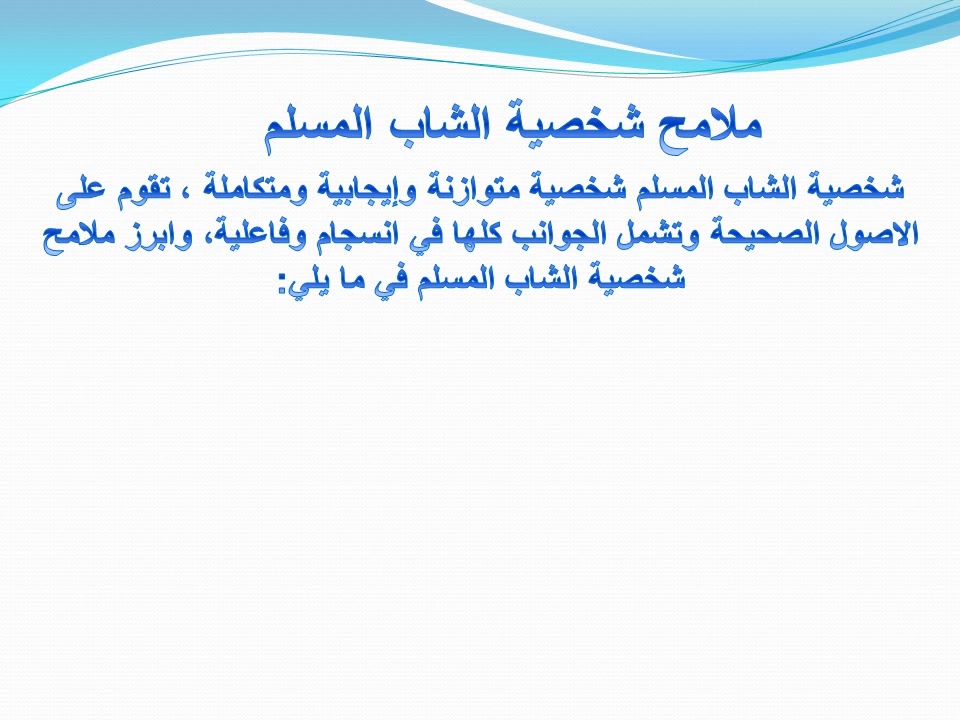 ملامح شخصية الشاب المسلم
شخصية الشاب المسلم شخصية متوازنة وإيجابية ومتكاملة ، تقوم على
الاصول الصحيحة وتشمل الجوانب كلها في انسجام وفاعلية، وابرز ملامح
شخصية الشاب المسلم في ما يلي: